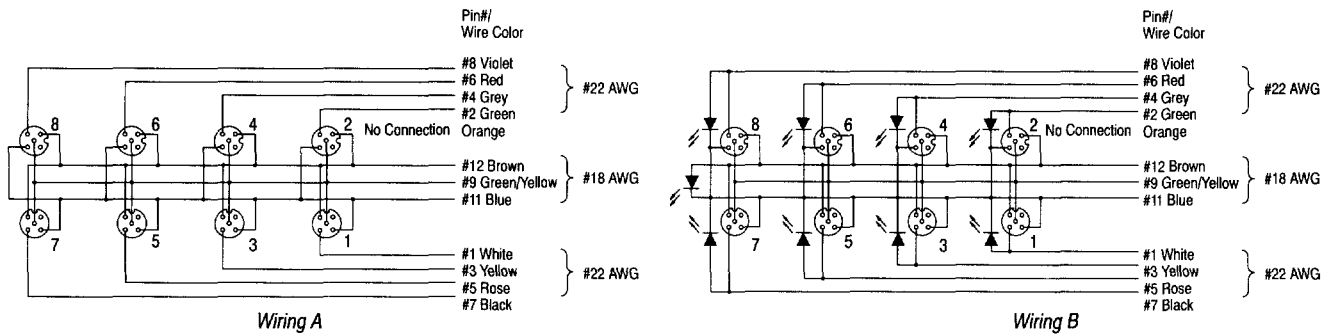 Pin#/
Wire Color
#8 Violet
#6 Red
#4 Grey
#2 Green
#22 AWG
8
6
4
2
No Connection
Orange
#12 Brown
#9 Green/Yellow
#11 Blue
#18 AWG
7
5
3
1
#1 White
#3 Yellow
#5 Rose
#7 Black
#22 AWG
Wiring A
Pin#/
Wire Color
#8 Violet
#6 Red
#4 Grey
#2 Green
#22 AWG
8
6
4
2
No Connection
Orange
#12 Brown
#9 Green/Yellow
#11 Blue
#18 AWG
7
5
3
1
#1 White
#3 Yellow
#5 Rose
#7 Black
#22 AWG
Wiring B